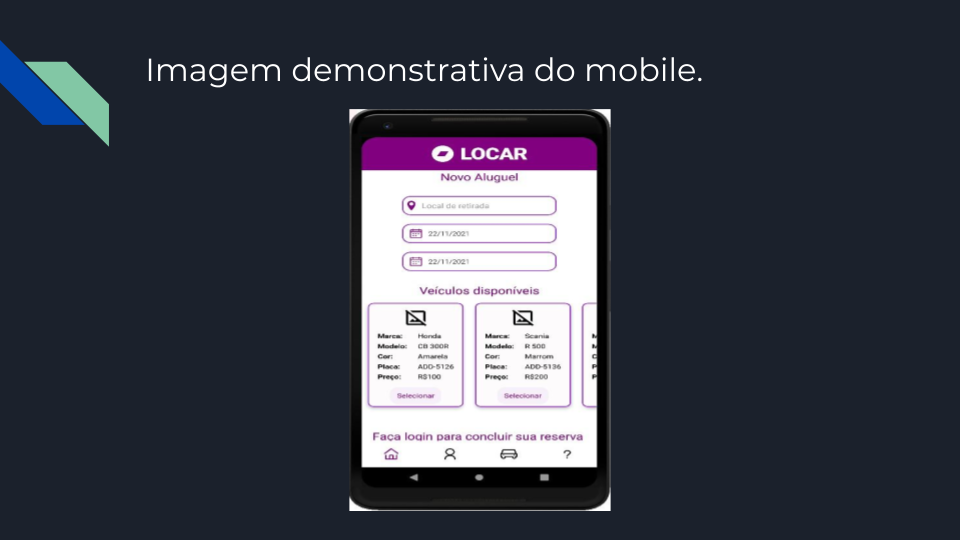 Imagem demonstrativa do mobile.
LOCAR
Novo Aluguel
Local de retirada
22/11/2021
22/11/2021
Veículos disponíveis
Marca: Honda
Modelo: CB 300R
Cor: Amarela
Placa: ADD-5126
Preço: R$100
Selecionar
Marca: Scania
Modelo: R 500
Cor: Marrom
Placa: ADD-5136
Preço: R$200
Selecionar
Faça login para concluir sua reserva
?